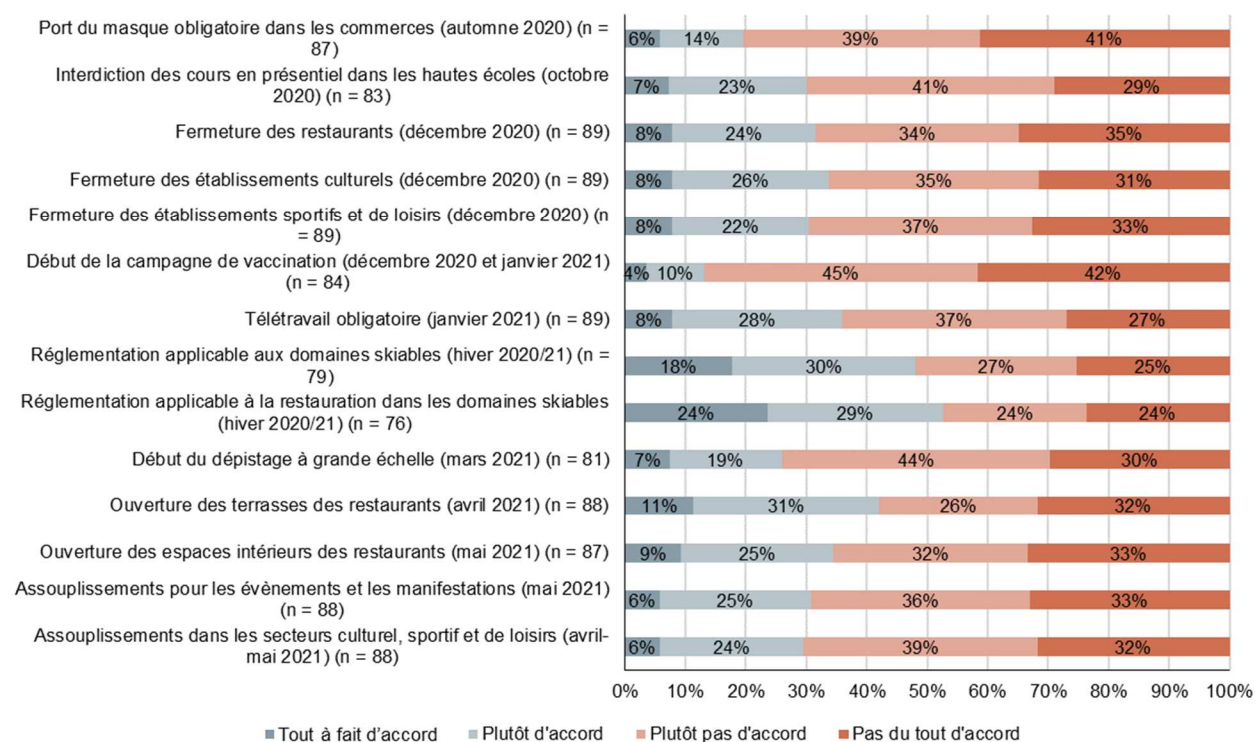 Port du masque obligatoire dans les commerces (automne 2020) (n =
87)
6% 14% 39% 41%
Interdiction des cours en présentiel dans les hautes écoles (octobre
2020) (n = 83)
7% 23% 41% 29%
Fermeture des restaurants (décembre 2020) (n = 89)
8% 24% 34% 35%
Fermeture des établissements culturels (décembre 2020) (n = 89)
8% 26% 35% 31%
Fermeture des établissements sportifs et de loisirs (décembre 2020) (n
= 89)
8% 22% 37% 33%
Début de la campagne de vaccination (décembre 2020 et janvier 2021)
(n = 84)
4% 10% 45% 42%
Télétravail obligatoire (janvier 2021) (n = 89)
8% 28% 37% 27%
Réglementation applicable aux domaines skiables (hiver 2020/21) (n =
79)
18% 30% 27% 25%
Réglementation applicable à la restauration dans les domaines skiables
(hiver 2020/21) (n = 76)
24% 29% 24% 24%
Début du dépistage à grande échelle (mars 2021) (n = 81)
7% 19% 44% 30%
Ouverture des terrasses des restaurants (avril 2021) (n = 88)
11% 31% 26% 32%
Ouverture des espaces intérieurs des restaurants (mai 2021) (n = 87)
9% 25% 32% 33%
Assouplissements pour les évènements et les manifestations (mai 2021)
(n = 88)
6% 25% 36% 33%
Assouplissements dans les secteurs culturel, sportif et de loisirs (avril-
mai 2021) (n = 88)
6% 24% 39% 32%
0% 10% 20% 30% 40% 50% 60% 70% 80% 90% 100%
Tout à fait d'accord Plutôt d'accord Plutôt pas d'accord Pas du tout d'accord